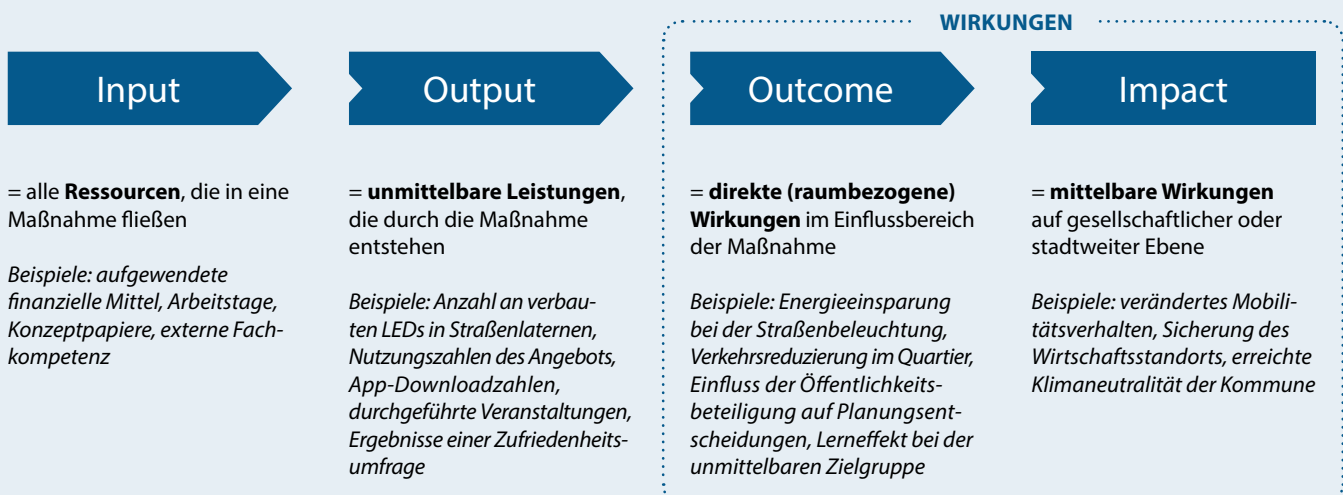 WIRKUNGEN
Input
= alle Ressourcen, die in eine
Maßnahme fließen
Beispiele: aufgewendete
finanzielle Mittel, Arbeitstage,
Konzeptpapiere, externe Fach-
kompetenz
Output
= unmittelbare Leistungen,
die durch die Maßnahme
entstehen
Beispiele: Anzahl an verbau-
ten LEDs in Straßenlaternen,
Nutzungszahlen des Angebots,
App-Downloadzahlen,
durchgeführte Veranstaltungen,
Ergebnisse einer Zufriedenheits-
umfrage
Outcome
= direkte (raumbezogene)
Wirkungen im Einflussbereich
der Maßnahme
Beispiele: Energieeinsparung
bei der Straßenbeleuchtung,
Verkehrsreduzierung im Quartier,
Einfluss der Öffentlichkeits-
beteiligung auf Planungsent-
scheidungen, Lerneffekt bei der
unmittelbaren Zielgruppe
Impact
= mittelbare Wirkungen
auf gesellschaftlicher oder
stadtweiter Ebene
Beispiele: verändertes Mobili-
tätsverhalten, Sicherung des
Wirtschaftsstandorts, erreichte
Klimaneutralität der Kommune